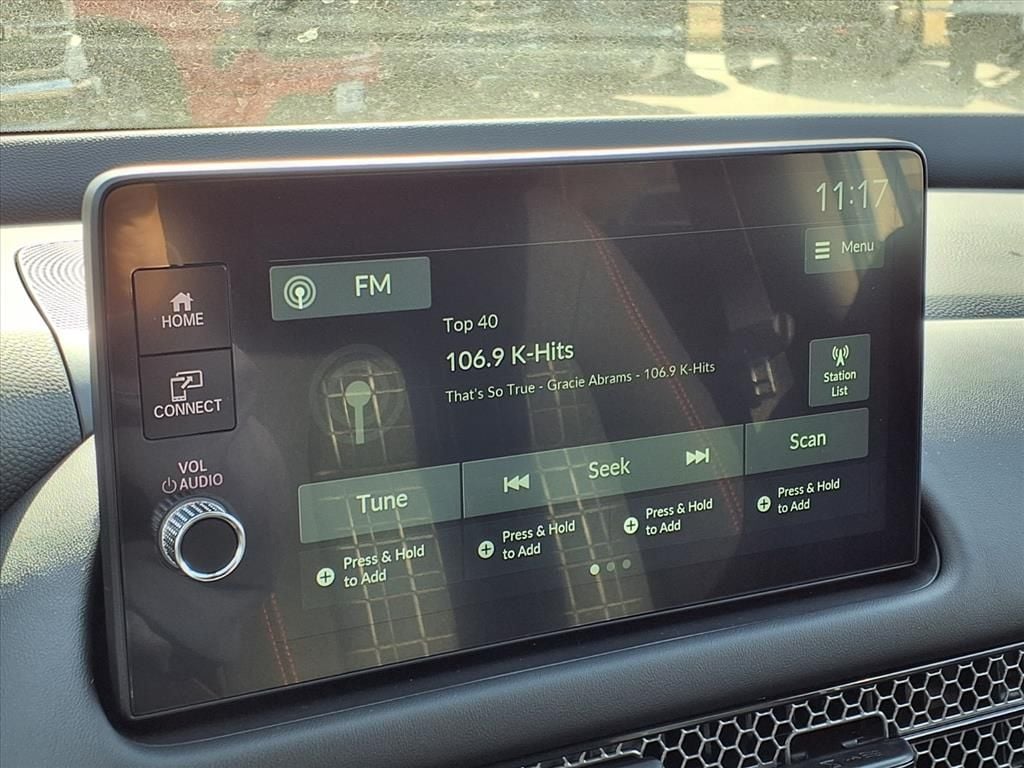 11:17
Menu
HOME
FM
Top 40
106.9 K-Hits
That's So True - Gracie Abrams - 106.9 K-Hits
Station
List
CONNECT
VOL
AUDIO
Tune
Seek
Scan
Press & Hold
to Add
Press & Hold
to Add
Press & Hold
to Add
Press & Hold
to Add